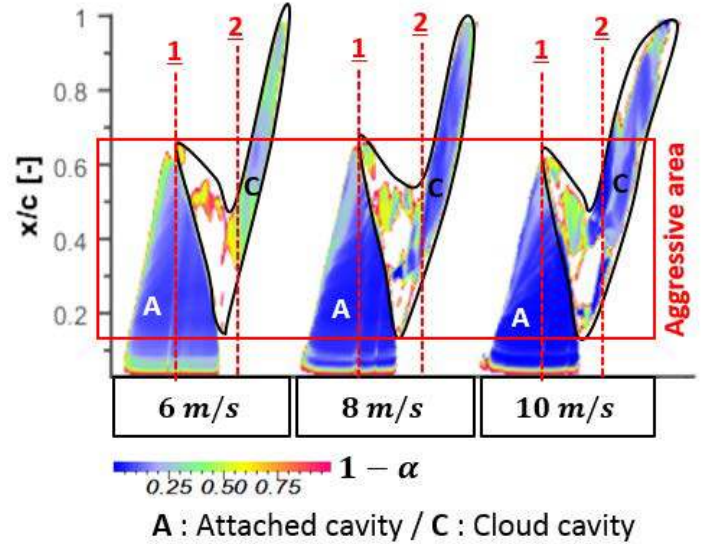 1
0.8
0.6
0.4
0.2
x/c [-]
1
2
1
2
1
2
A
C
A
C
A
C
Aggressive area
6 m/s
8 m/s
10 m/s
0.25 0.50 0.75
1 − α
A : Attached cavity / C : Cloud cavity